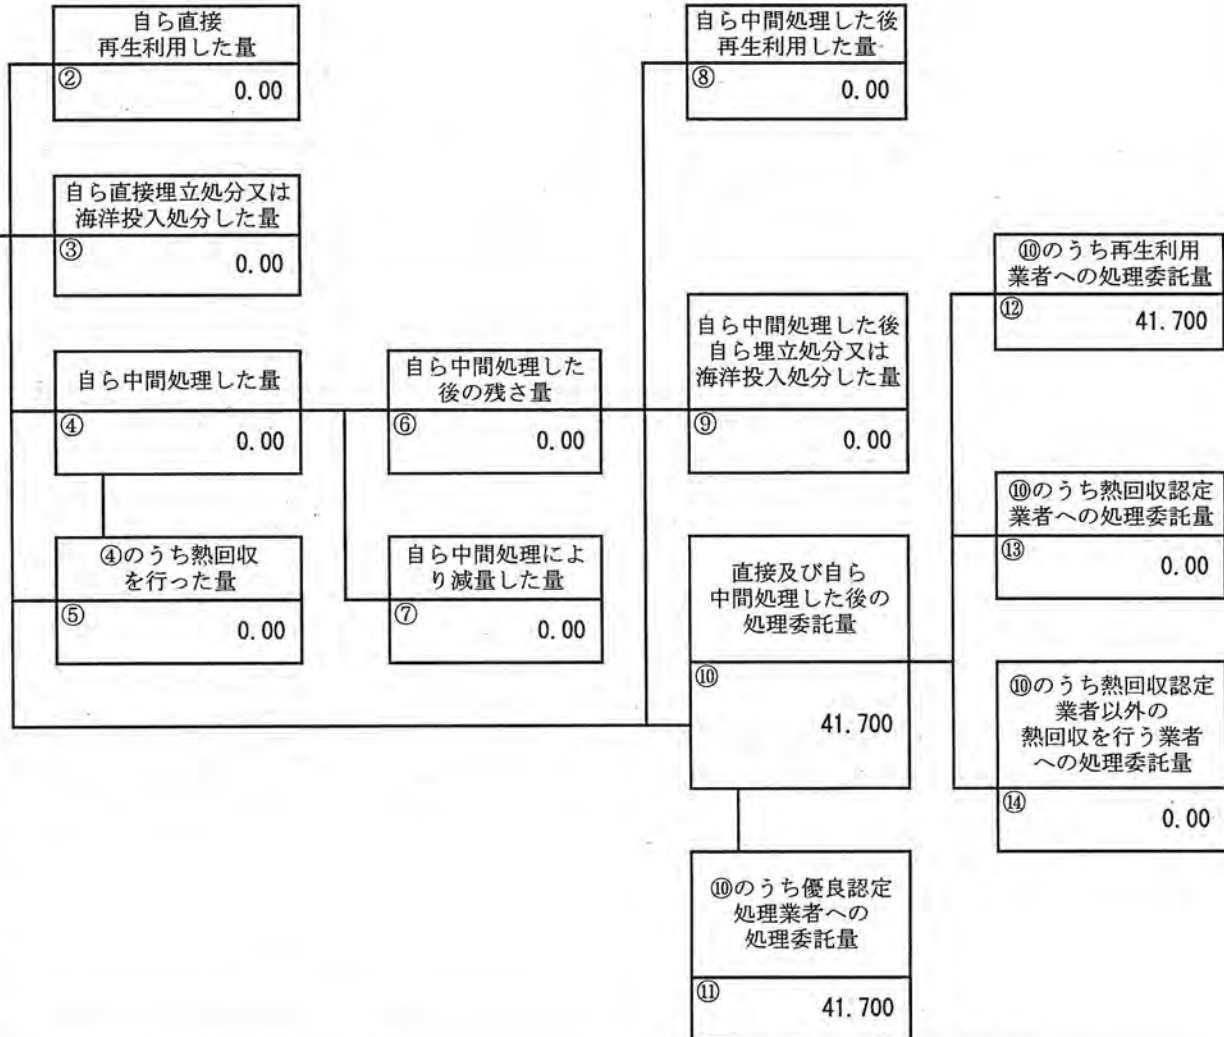 自ら直接
再生利用した量
②
0.00
自ら直接埋立処分又は
海洋投入処分した量
③
0.00
自ら中間処理した量
④
0.00
④のうち熱回収
を行った量
⑤
0.00
自ら中間処理した
後の残さ量
⑥
0.00
自ら中間処理によ
り減量した量
⑦
0.00
自ら中間処理した後
再生利用した量
⑧
0.00
自ら中間処理した後
自ら埋立処分又は
海洋投入処分した量
⑨
0.00
直接及び自ら
中間処理した後の
処理委託量
⑩
41.700
⑩のうち優良認定
処理業者への
処理委託量
⑪
41.700
⑩のうち再生利用
業者への処理委託量
⑫
41.700
⑩のうち熱回収認定
業者への処理委託量
⑬
0.00
⑩のうち熱回収認定
業者以外の
熱回収を行う業者
への処理委託量
⑭
0.00